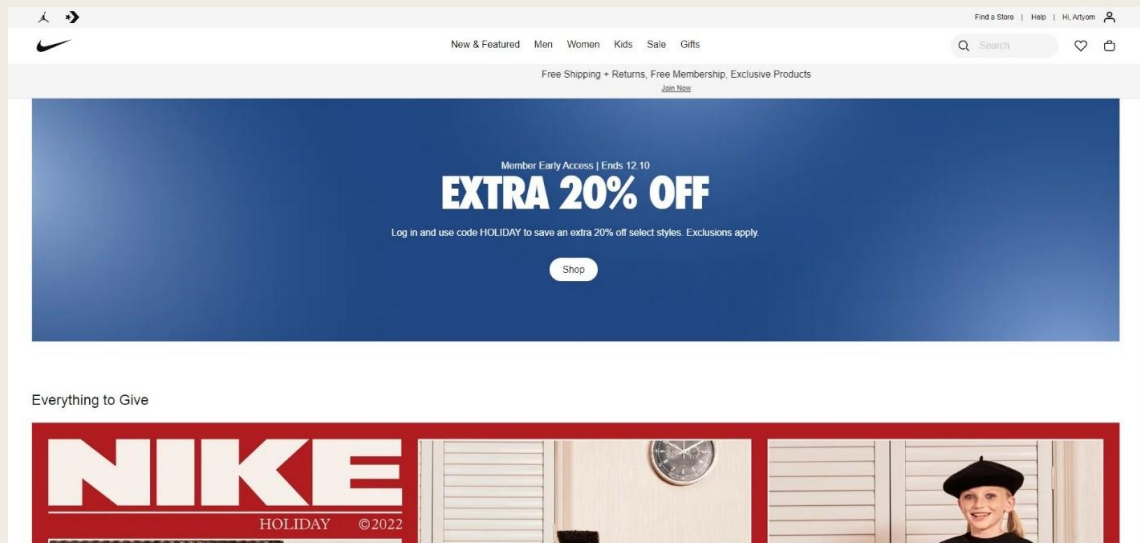 Find a Store | Help | Hi, Artyom
New & Featured Men Women Kids Sale Gifts
Search
Free Shipping + Returns, Free Membership, Exclusive Products
Join Now
Member Early Access | Ends 12.10
EXTRA 20% OFF
Log in and use code HOLIDAY to save an extra 20% off select styles. Exclusions apply.
Shop
Everything to Give
NIKE
HOLIDAY ©2022